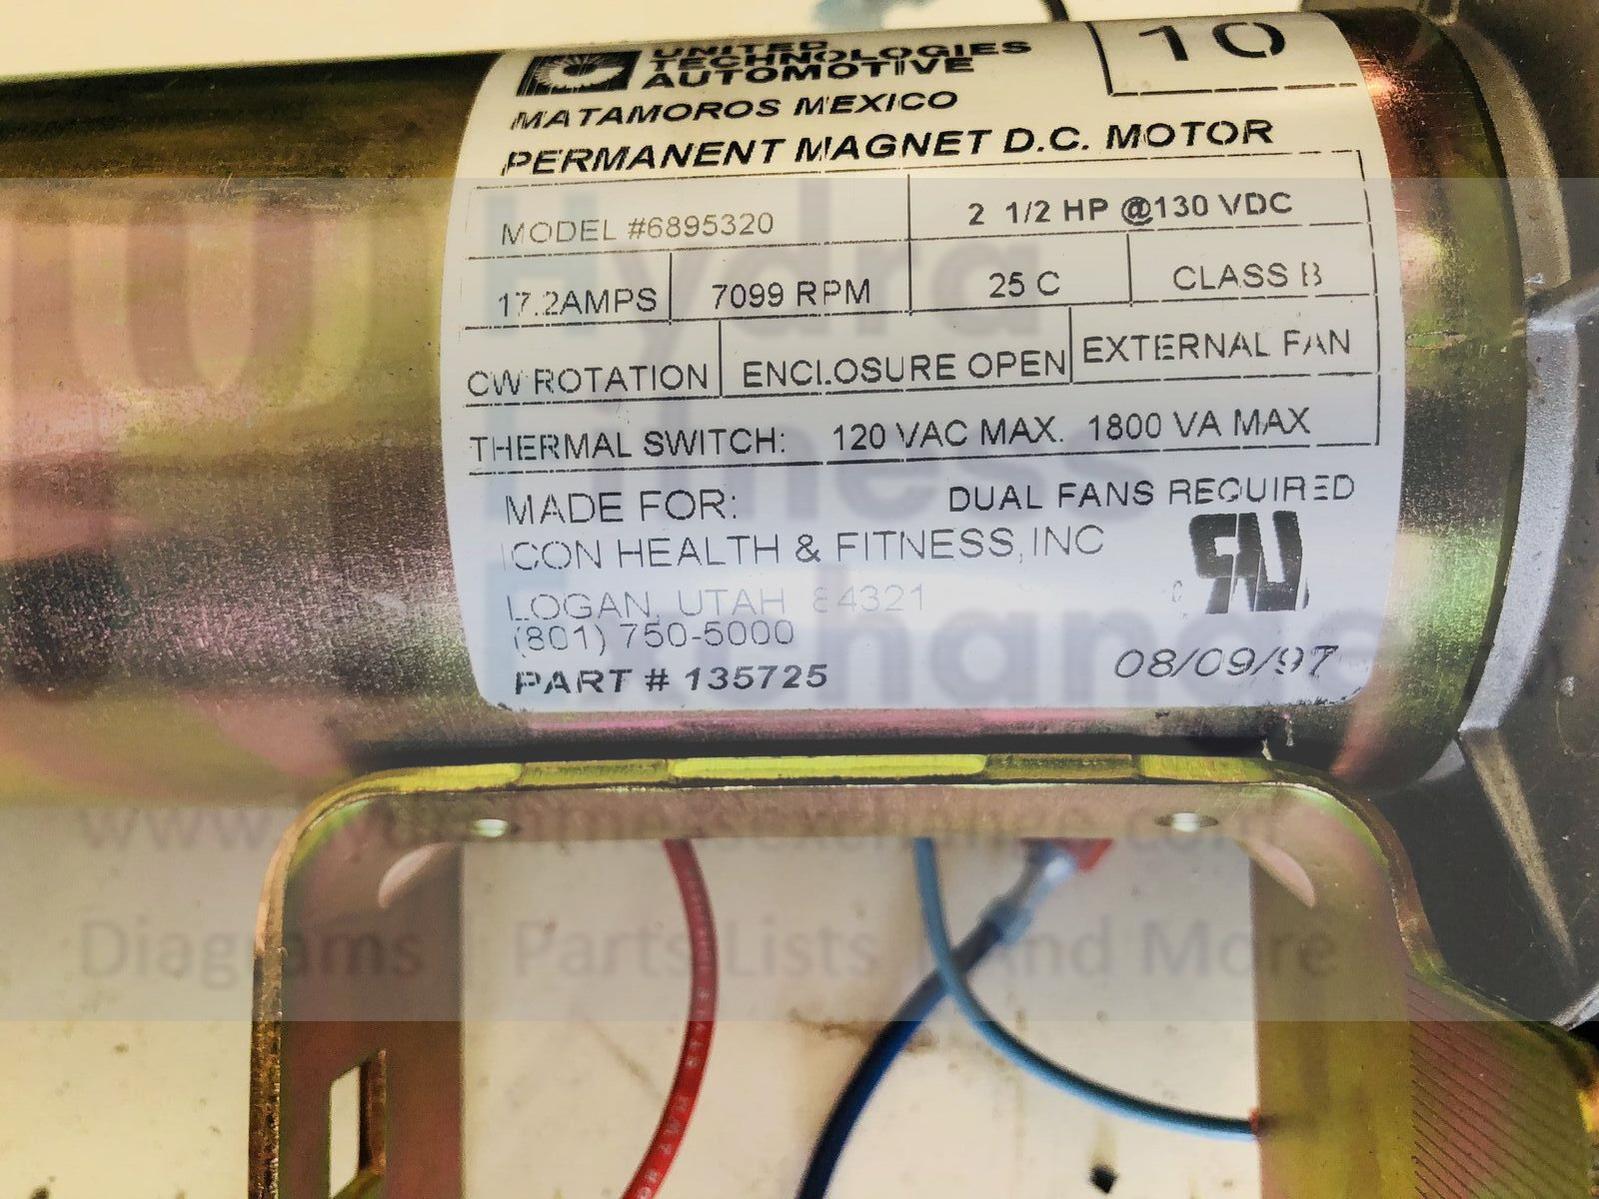 UNITED
TECHNOLOGIES
AUTOMOTIVE
10
MATAMOROS MEXICO
PERMANENT MAGNET D.C. MOTOR
MODEL #6895320
2 1/2 HP @130 VDC
17.2AMPS
7099 RPM
25 C
CLASS B
CW ROTATION
ENCLOSURE OPEN
EXTERNAL FAN
THERMAL SWITCH: 120 VAC MAX. 1800 VA MAX
MADE FOR:
DUAL FANS REQUIRED
ICON HEALTH & FITNESS, INC
LOGAN, UTAH 84321
(801) 750-5000
PART # 135725
08/09/97
Hydra
Fitness
Exchange
Diagrams Parts Lists And More